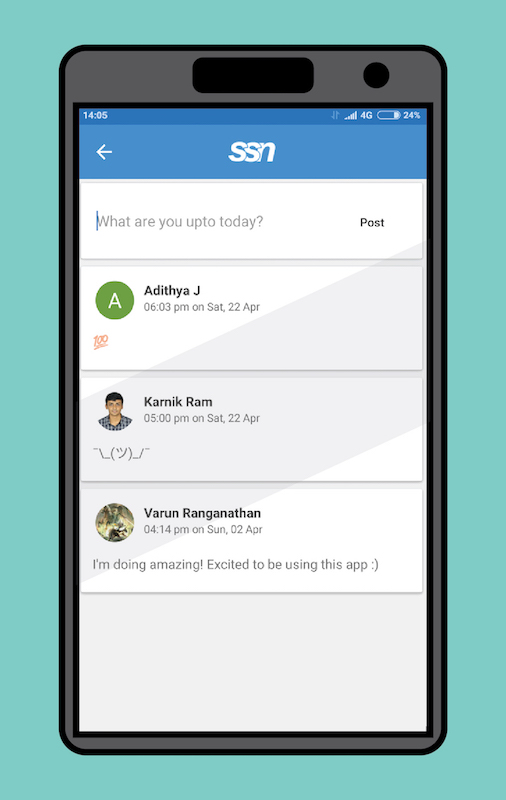 14:05
4G
24%
ssn
What are you upto today?
Post
A
Adithya J
06:03 pm on Sat, 22 Apr
💯
Karnik Ram
05:00 pm on Sat, 22 Apr
¯\_(ツ)_/¯
Varun Ranganathan
04:14 pm on Sun, 02 Apr
I'm doing amazing! Excited to be using this app :)